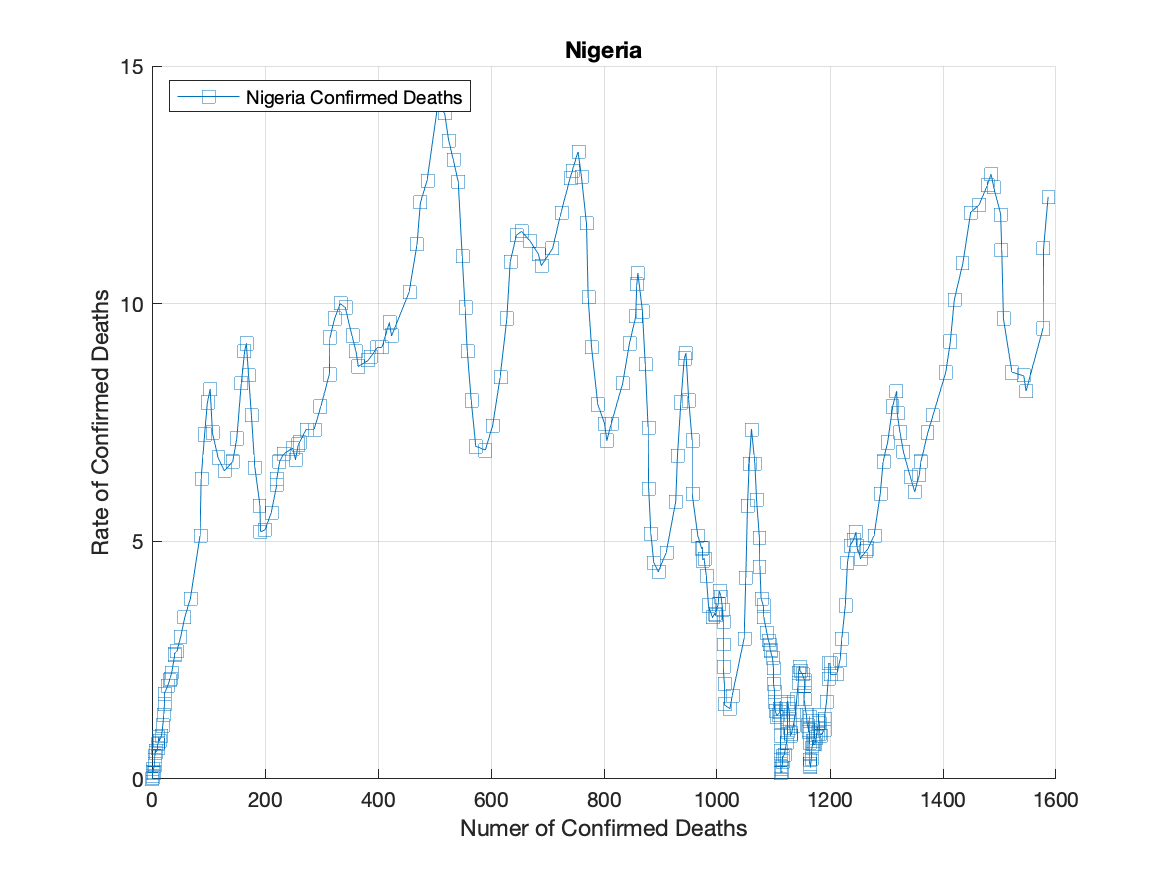 Nigeria
15
Nigeria Confirmed Deaths
10
5
0
Rate of Confirmed Deaths
0 200 400 600 800 1000 1200 1400 1600
Numer of Confirmed Deaths